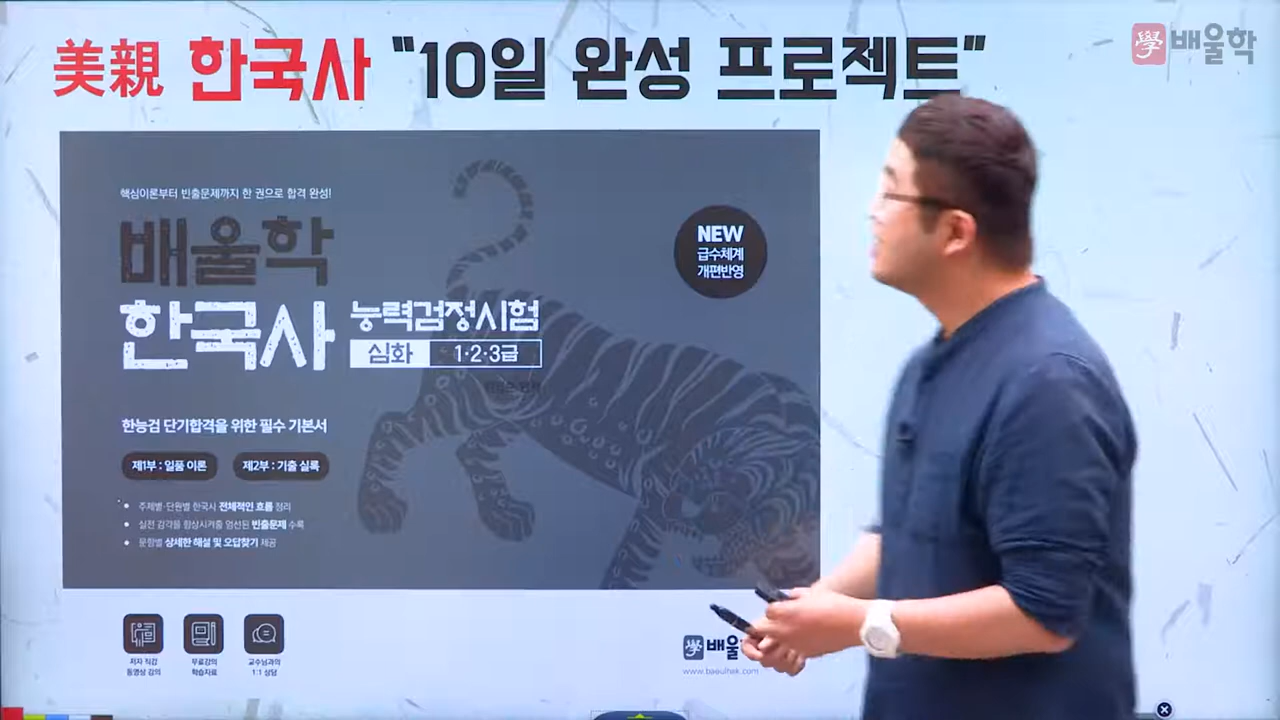 美親 한국사 "10일 완성 프로젝트"
學 배울학
핵심이론부터 빈출문제까지 한 권으로 합격 완성!
배울학
한국사 능력검정시험
심화 1·2·3급
NEW
급수체계
개편반영
한능검 단기합격을 위한 필수 기본서
제1부 : 일품 이론 제2부 : 기출 실록
• 주제별·단원별 한국사 전체적인 흐름 정리
• 실전 감각을 향상시켜줄 엄선된 빈출문제 수록
• 문항별 상세한 해설 및 오답찾기 제공
저자 직강
동영상 강의
무료강의
학습자료
교수님과의
1:1 상담
學 배울
www.baeulhak.com